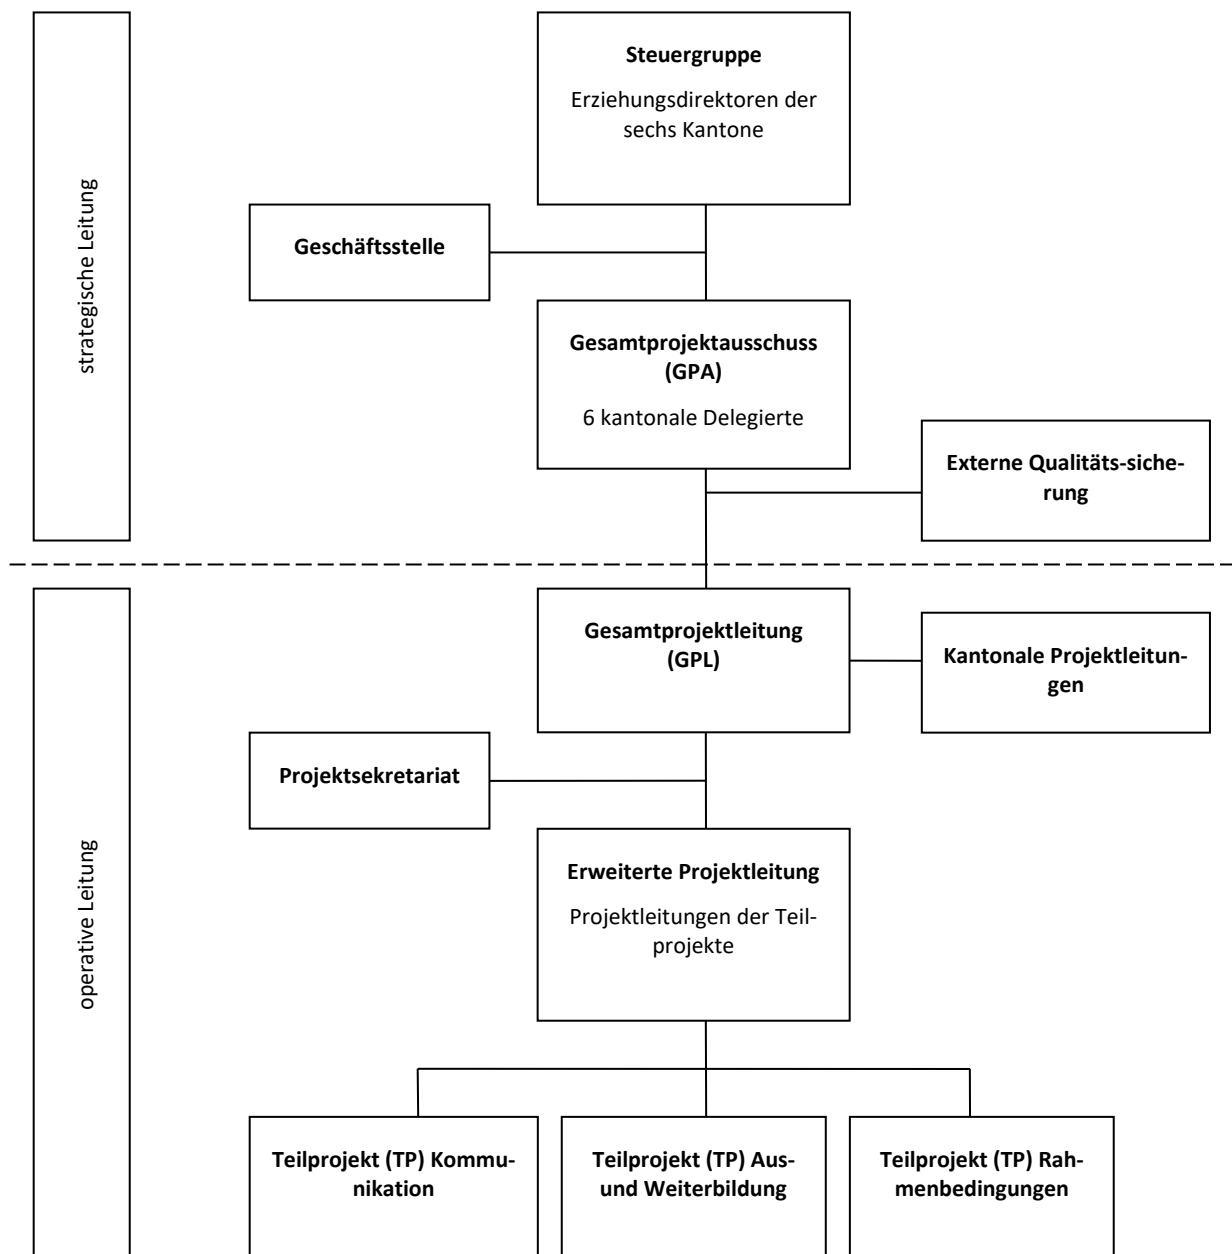 strategische Leitung
Steuergruppe
Erziehungsdirektoren der
sechs Kantone
Geschäftsstelle
Gesamtprojektausschuss
(GPA)
6 kantonale Delegierte
Externe Qualitäts-siche-
rung
operative Leitung
Gesamtprojektleitung
(GPL)
Kantonale Projektleitun-
gen
Projektsekretariat
Erweiterte Projektleitung
Projektleitungen der Teil-
projekte
Teilprojekt (TP) Kommu-
nikation
Teilprojekt (TP) Aus-
und Weiterbildung
Teilprojekt (TP) Rah-
menbedingungen